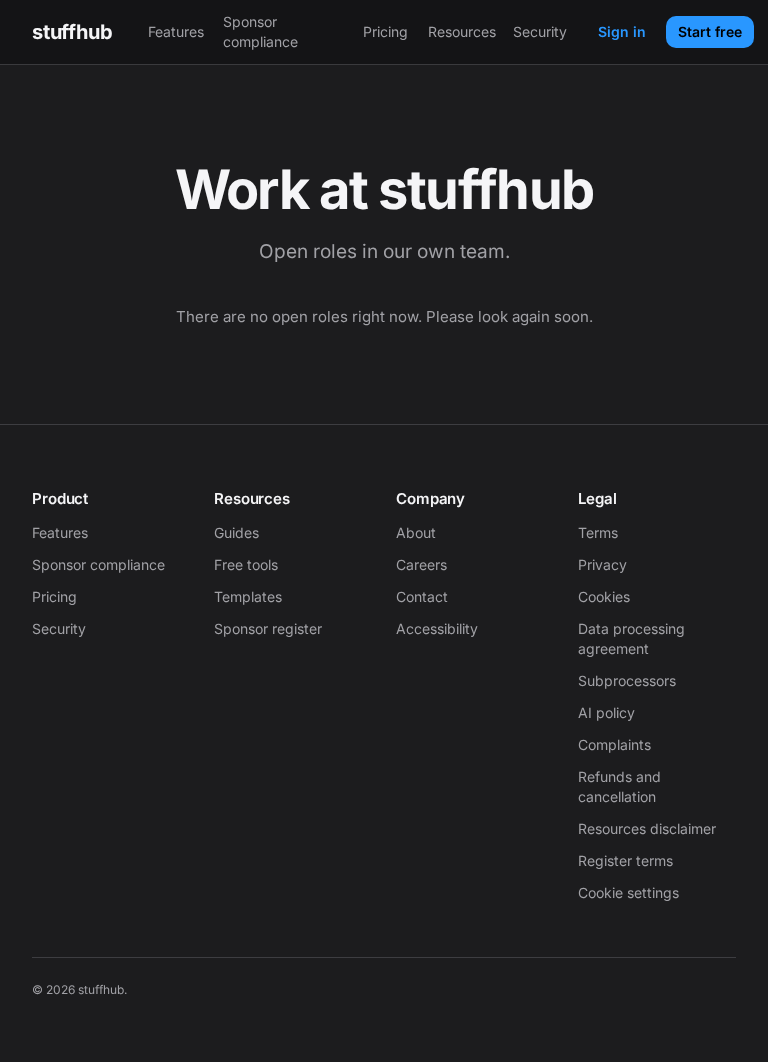 stuffhub
Features
Sponsor
compliance
Pricing
Resources
Security
Sign in
Start free
Work at stuffhub
Open roles in our own team.
There are no open roles right now. Please look again soon.
Product
Features
Sponsor compliance
Pricing
Security
Resources
Guides
Free tools
Templates
Sponsor register
Company
About
Careers
Contact
Accessibility
Legal
Terms
Privacy
Cookies
Data processing
agreement
Subprocessors
AI policy
Complaints
Refunds and
cancellation
Resources disclaimer
Register terms
Cookie settings
© 2026 stuffhub.